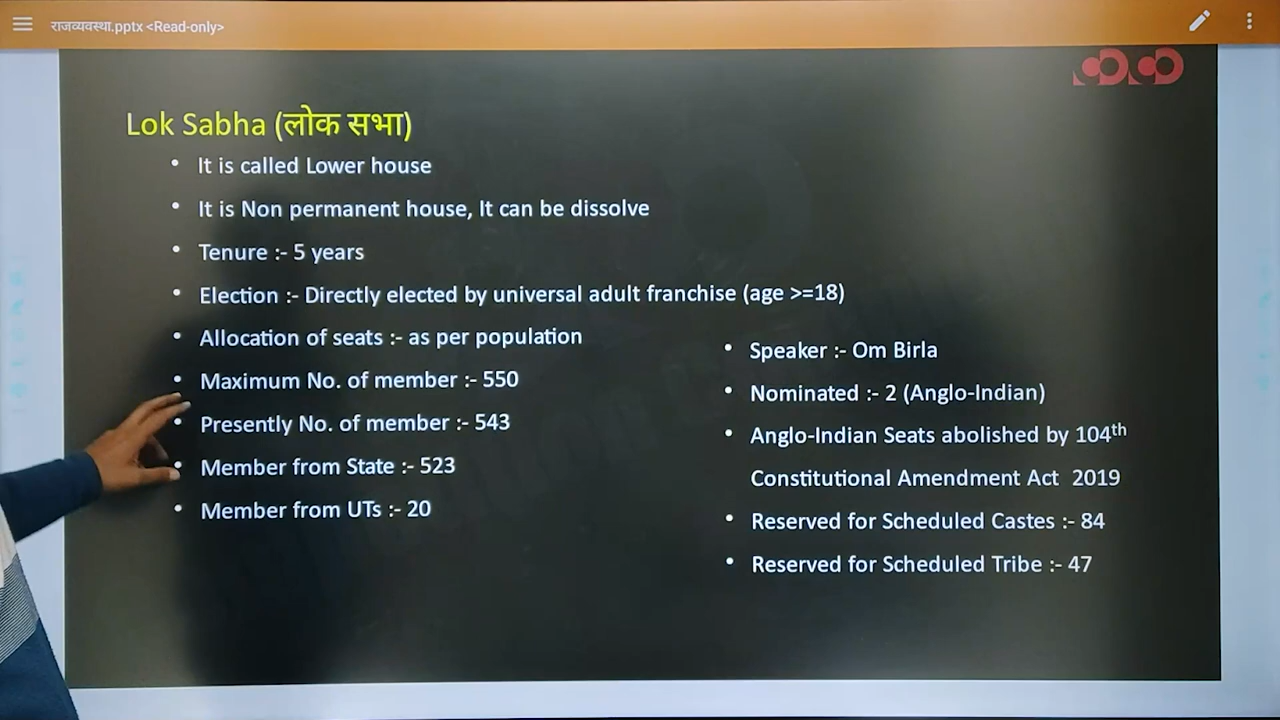 राजव्यवस्था.pptx <Read-only>
Lok Sabha (लोक सभा)
• It is called Lower house
• It is Non permanent house, It can be dissolve
• Tenure :- 5 years
• Election :- Directly elected by universal adult franchise (age >=18)
• Allocation of seats :- as per population
• Maximum No. of member :- 550
• Presently No. of member :- 543
• Member from State :- 523
• Member from UTs :- 20
• Speaker :- Om Birla
• Nominated :- 2 (Anglo-Indian)
• Anglo-Indian Seats abolished by 104th
Constitutional Amendment Act 2019
• Reserved for Scheduled Castes :- 84
• Reserved for Scheduled Tribe :- 47